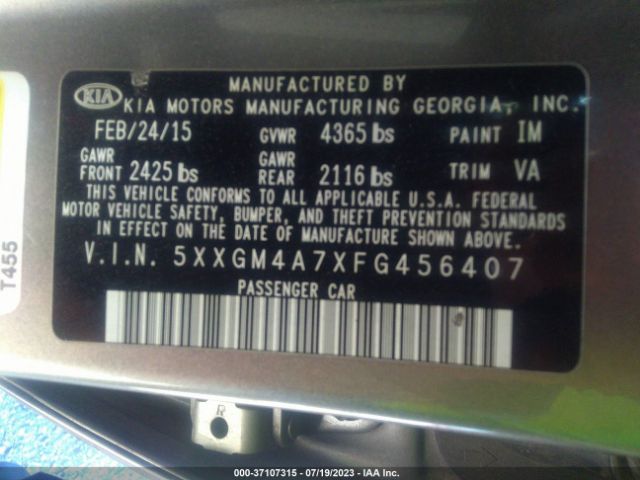 MANUFACTURED BY
KIA KIA MOTORS MANUFACTURING GEORGIA, INC.
FEB/24/15 GVWR 4365 lbs PAINT IM
GAWR FRONT 2425 lbs GAWR REAR 2116 lbs TRIM VA
THIS VEHICLE CONFORMS TO ALL APPLICABLE U.S.A. FEDERAL
MOTOR VEHICLE SAFETY, BUMPER, AND THEFT PREVENTION STANDARDS
IN EFFECT ON THE DATE OF MANUFACTURE SHOWN ABOVE.
V.I.N. 5XXGM4A7XFG456407
PASSENGER CAR
T455
R
000-37107315 / 07/19/2023 - IAA Inc.